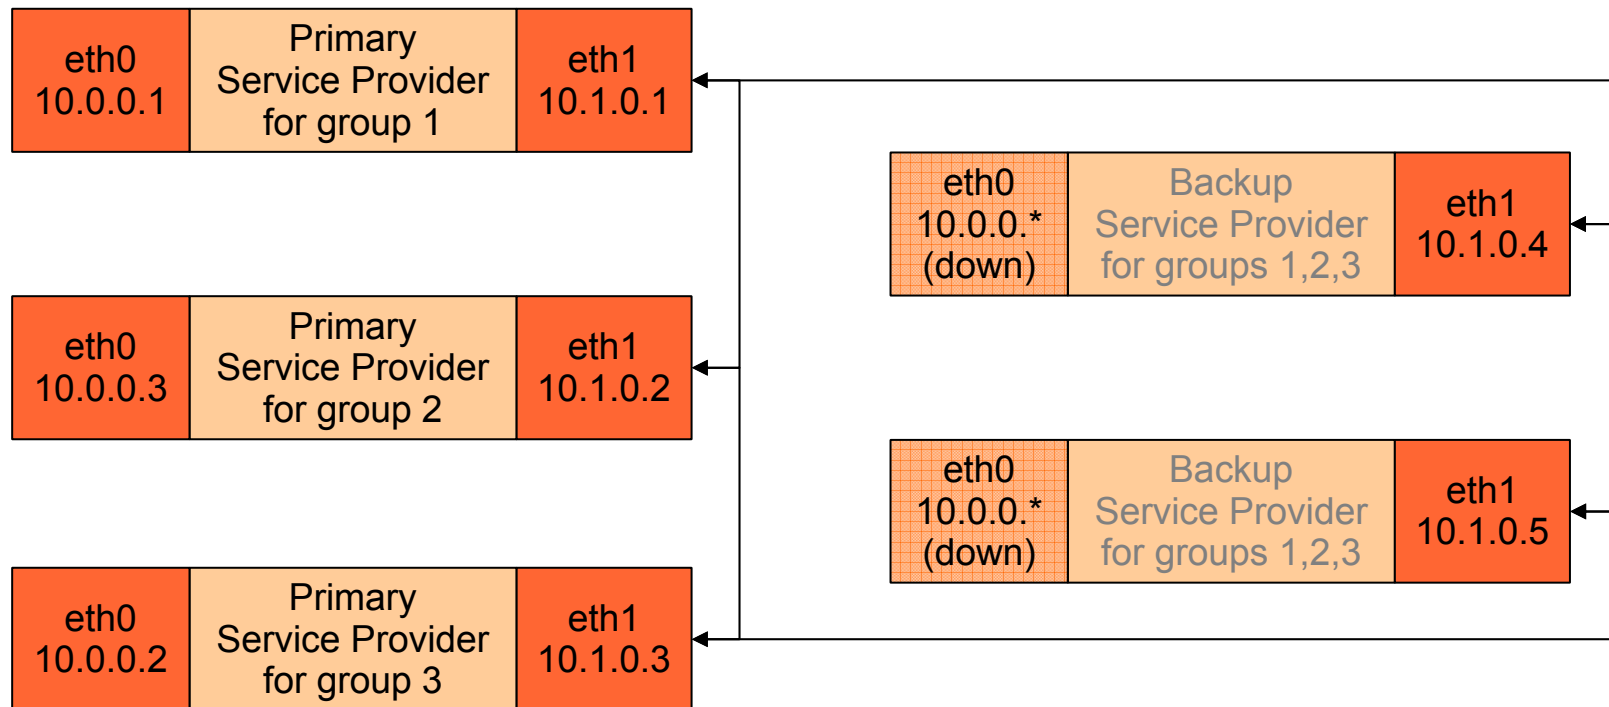 eth0
10.0.0.1
Primary
Service Provider
for group 1
eth1
10.1.0.1
eth0
10.0.0.*
(down)
Backup
Service Provider
for groups 1,2,3
eth1
10.1.0.4
eth0
10.0.0.3
Primary
Service Provider
for group 2
eth1
10.1.0.2
eth0
10.0.0.*
(down)
Backup
Service Provider
for groups 1,2,3
eth1
10.1.0.5
eth0
10.0.0.2
Primary
Service Provider
for group 3
eth1
10.1.0.3